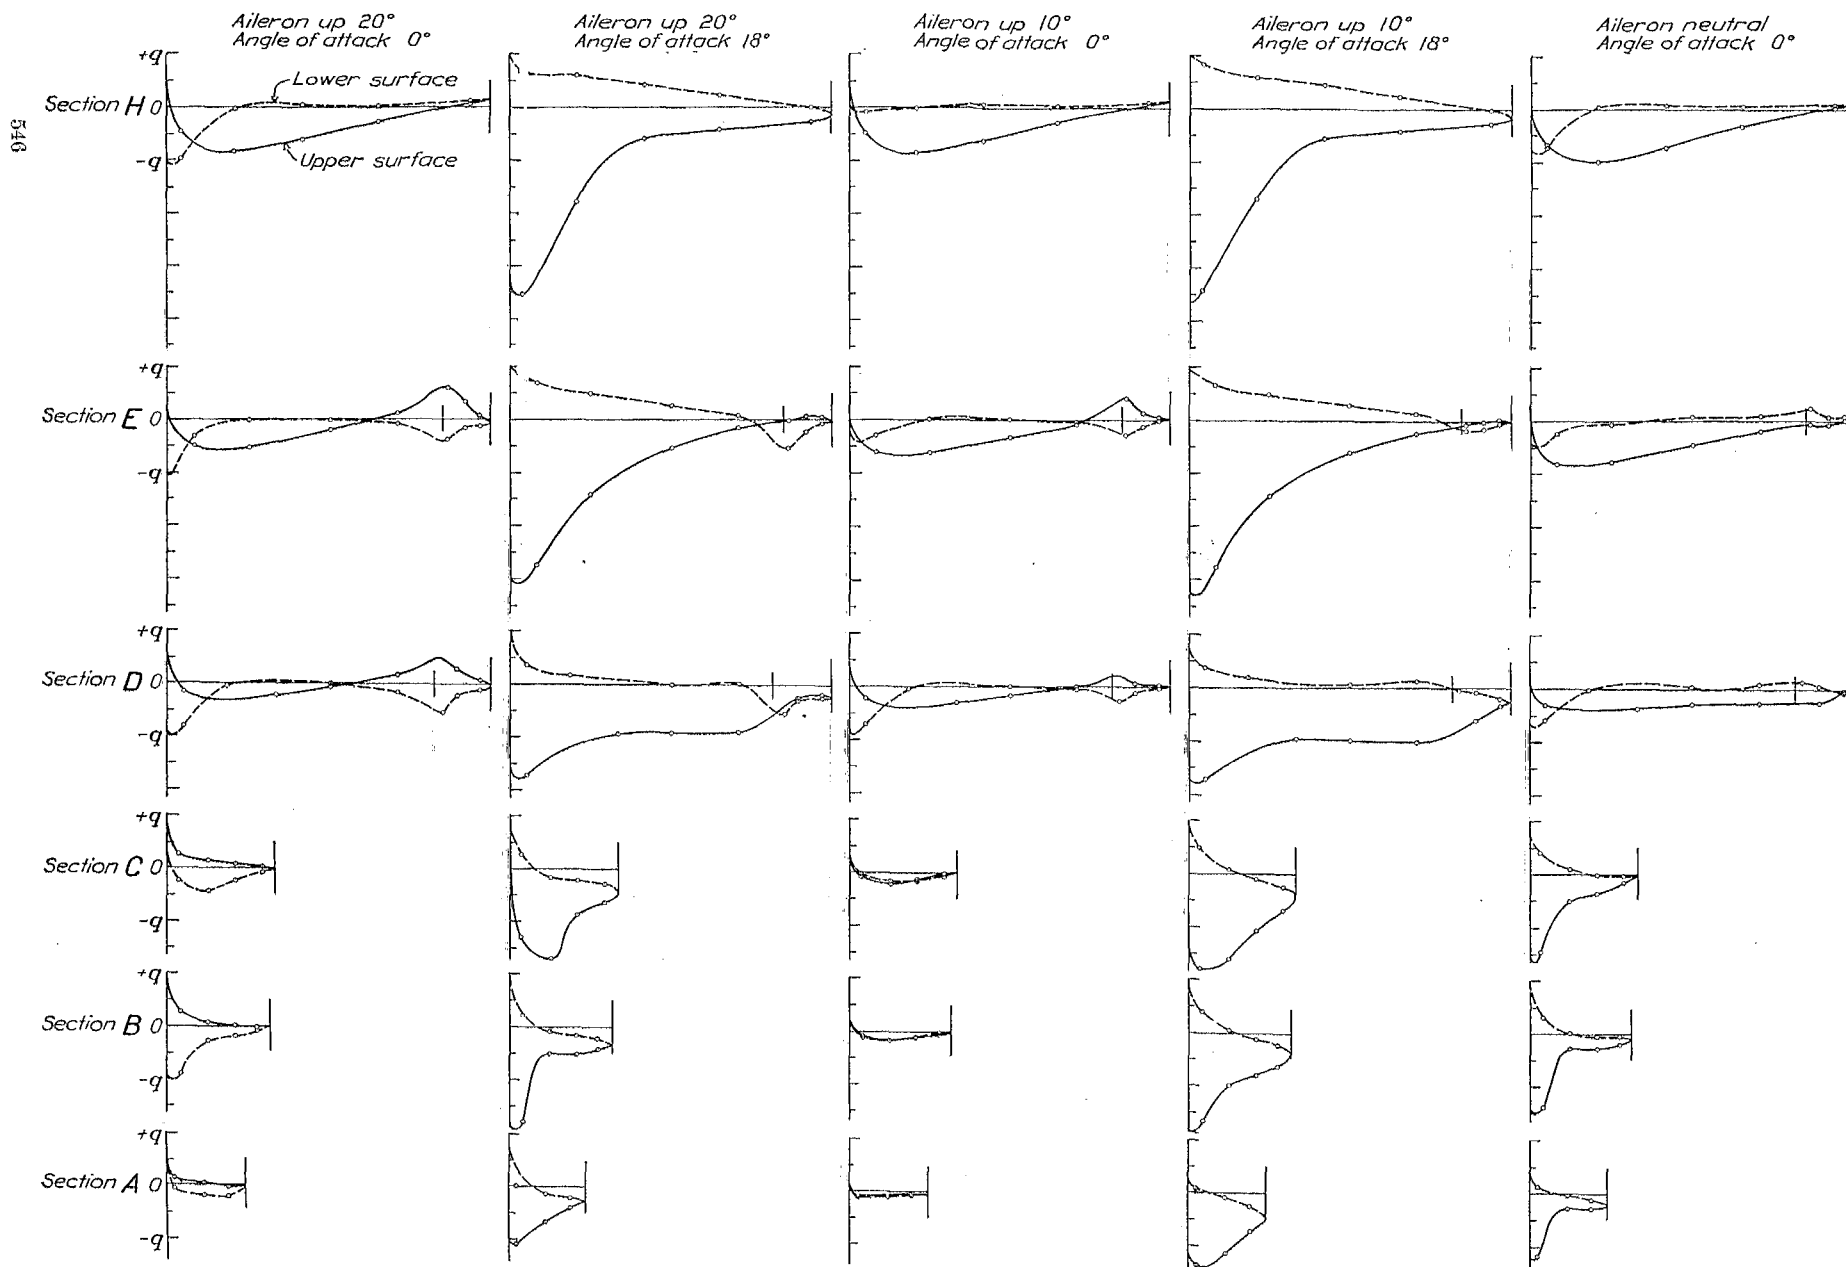 Aileron up 20°
Angle of attack 0°
Aileron up 20°
Angle of attack 18°
Aileron up 10°
Angle of attack 0°
Aileron up 10°
Angle of attack 18°
Aileron neutral
Angle of attack 0°
546
+q
Lower surface
Section H 0
-q
Upper surface
+q
Section E 0
-q
+q
Section D 0
-q
+q
Section C 0
-q
+q
Section B 0
-q
+q
Section A 0
-q